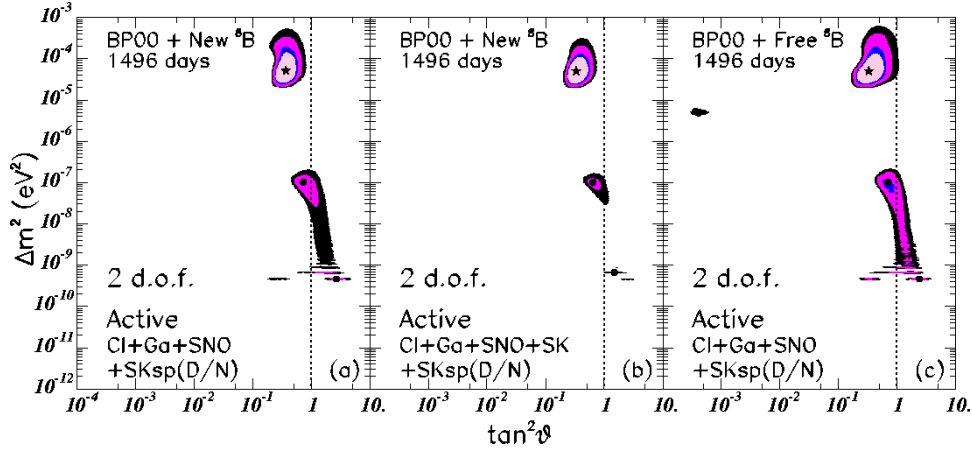 BP00 + New ⁸B
1496 days
2 d.o.f.
Active
Cl+Ga+SNO
+SKsp(D/N)
(a)
BP00 + New ⁸B
1496 days
2 d.o.f.
Active
Cl+Ga+SNO+SK
+SKsp(D/N)
(b)
BP00 + Free ⁸B
1496 days
2 d.o.f.
Active
Cl+Ga+SNO
+SKsp(D/N)
(c)
Δm² (eV²)
10⁻³
10⁻⁴
10⁻⁵
10⁻⁶
10⁻⁷
10⁻⁸
10⁻⁹
10⁻¹⁰
10⁻¹¹
10⁻¹²
10⁻⁴ 10⁻³ 10⁻² 10⁻¹ 1 10. 10⁻³ 10⁻² 10⁻¹ 1 10. 10⁻³ 10⁻² 10⁻¹ 1 10.
tan²ϑ